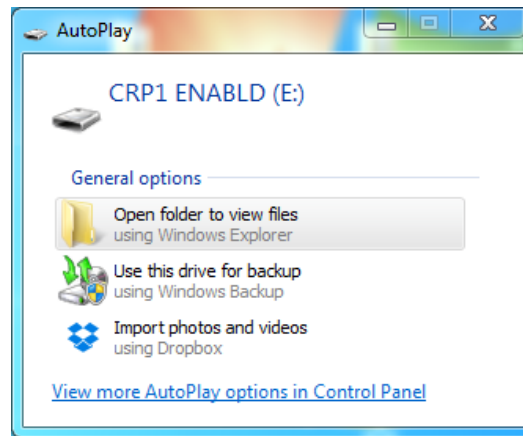 AutoPlay
CRP1 ENABLD (E:)
General options
Open folder to view files
using Windows Explorer
Use this drive for backup
using Windows Backup
Import photos and videos
using Dropbox
View more AutoPlay options in Control Panel